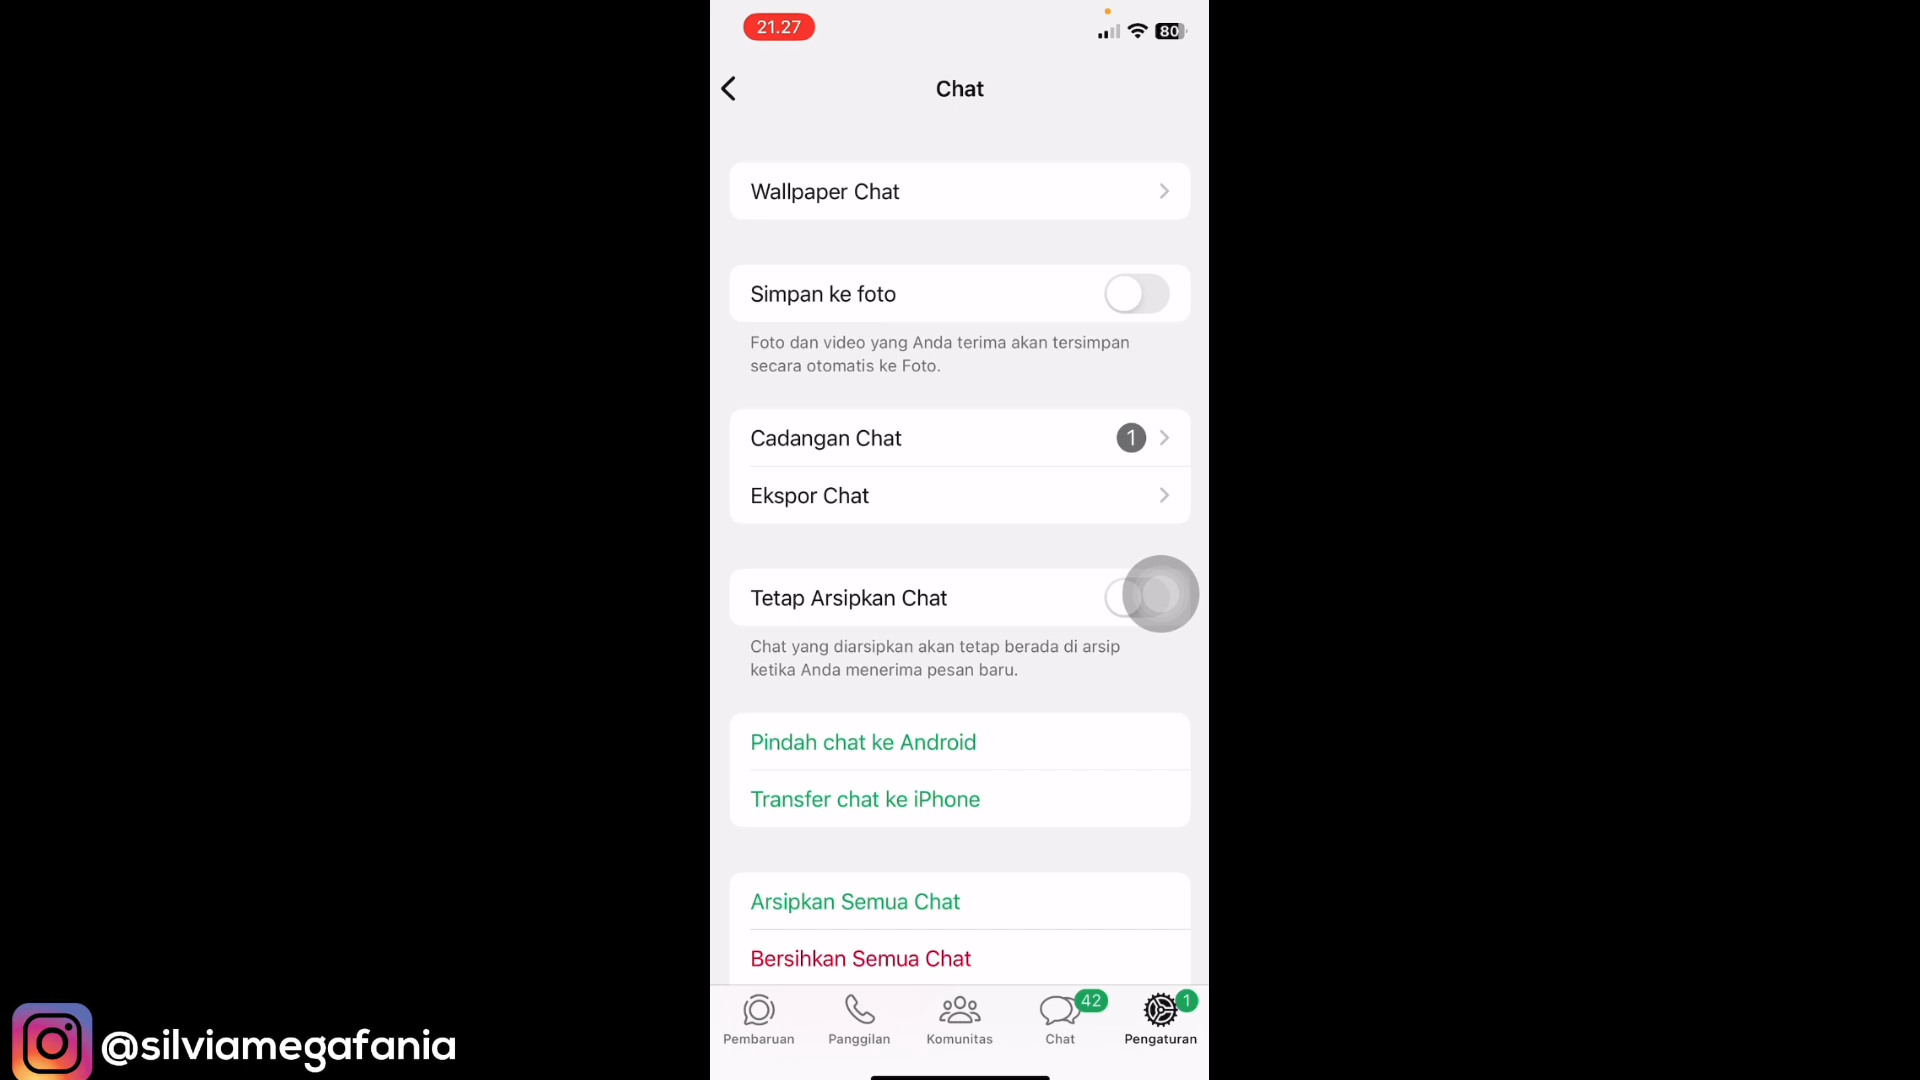 21.27
80
Chat
Wallpaper Chat
Simpan ke foto
Foto dan video yang Anda terima akan tersimpan
secara otomatis ke Foto.
Cadangan Chat 1
Ekspor Chat
Tetap Arsipkan Chat
Chat yang diarsipkan akan tetap berada di arsip
ketika Anda menerima pesan baru.
Pindah chat ke Android
Transfer chat ke iPhone
Arsipkan Semua Chat
Bersihkan Semua Chat
42 1
Pembaruan Panggilan Komunitas Chat Pengaturan
@silviamegafania